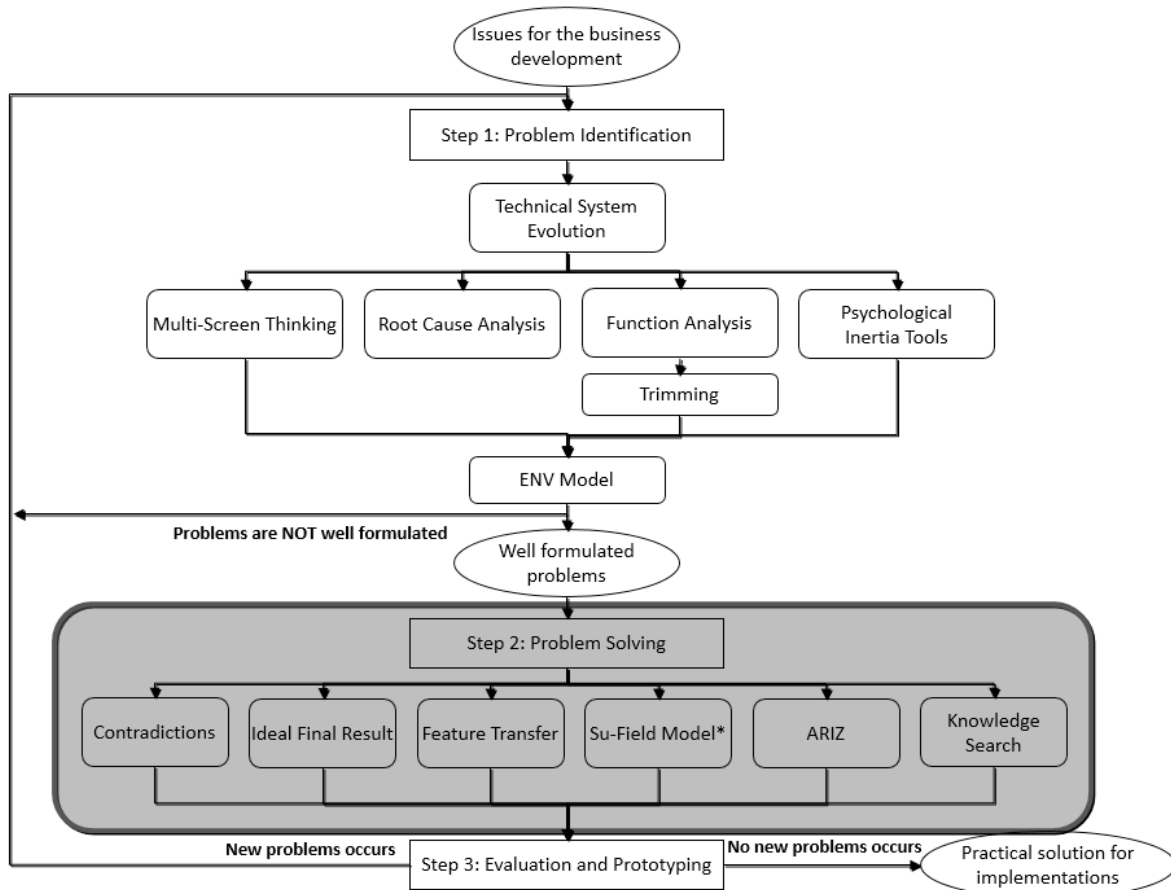 Issues for the business
development
Step 1: Problem Identification
Technical System
Evolution
Multi-Screen Thinking
Root Cause Analysis
Function Analysis
Psychological
Inertia Tools
Trimming
ENV Model
Problems are NOT well formulated
Well formulated
problems
Step 2: Problem Solving
Contradictions
Ideal Final Result
Feature Transfer
Su-Field Model*
ARIZ
Knowledge
Search
New problems occurs
Step 3: Evaluation and Prototyping
No new problems occurs
Practical solution for
implementations